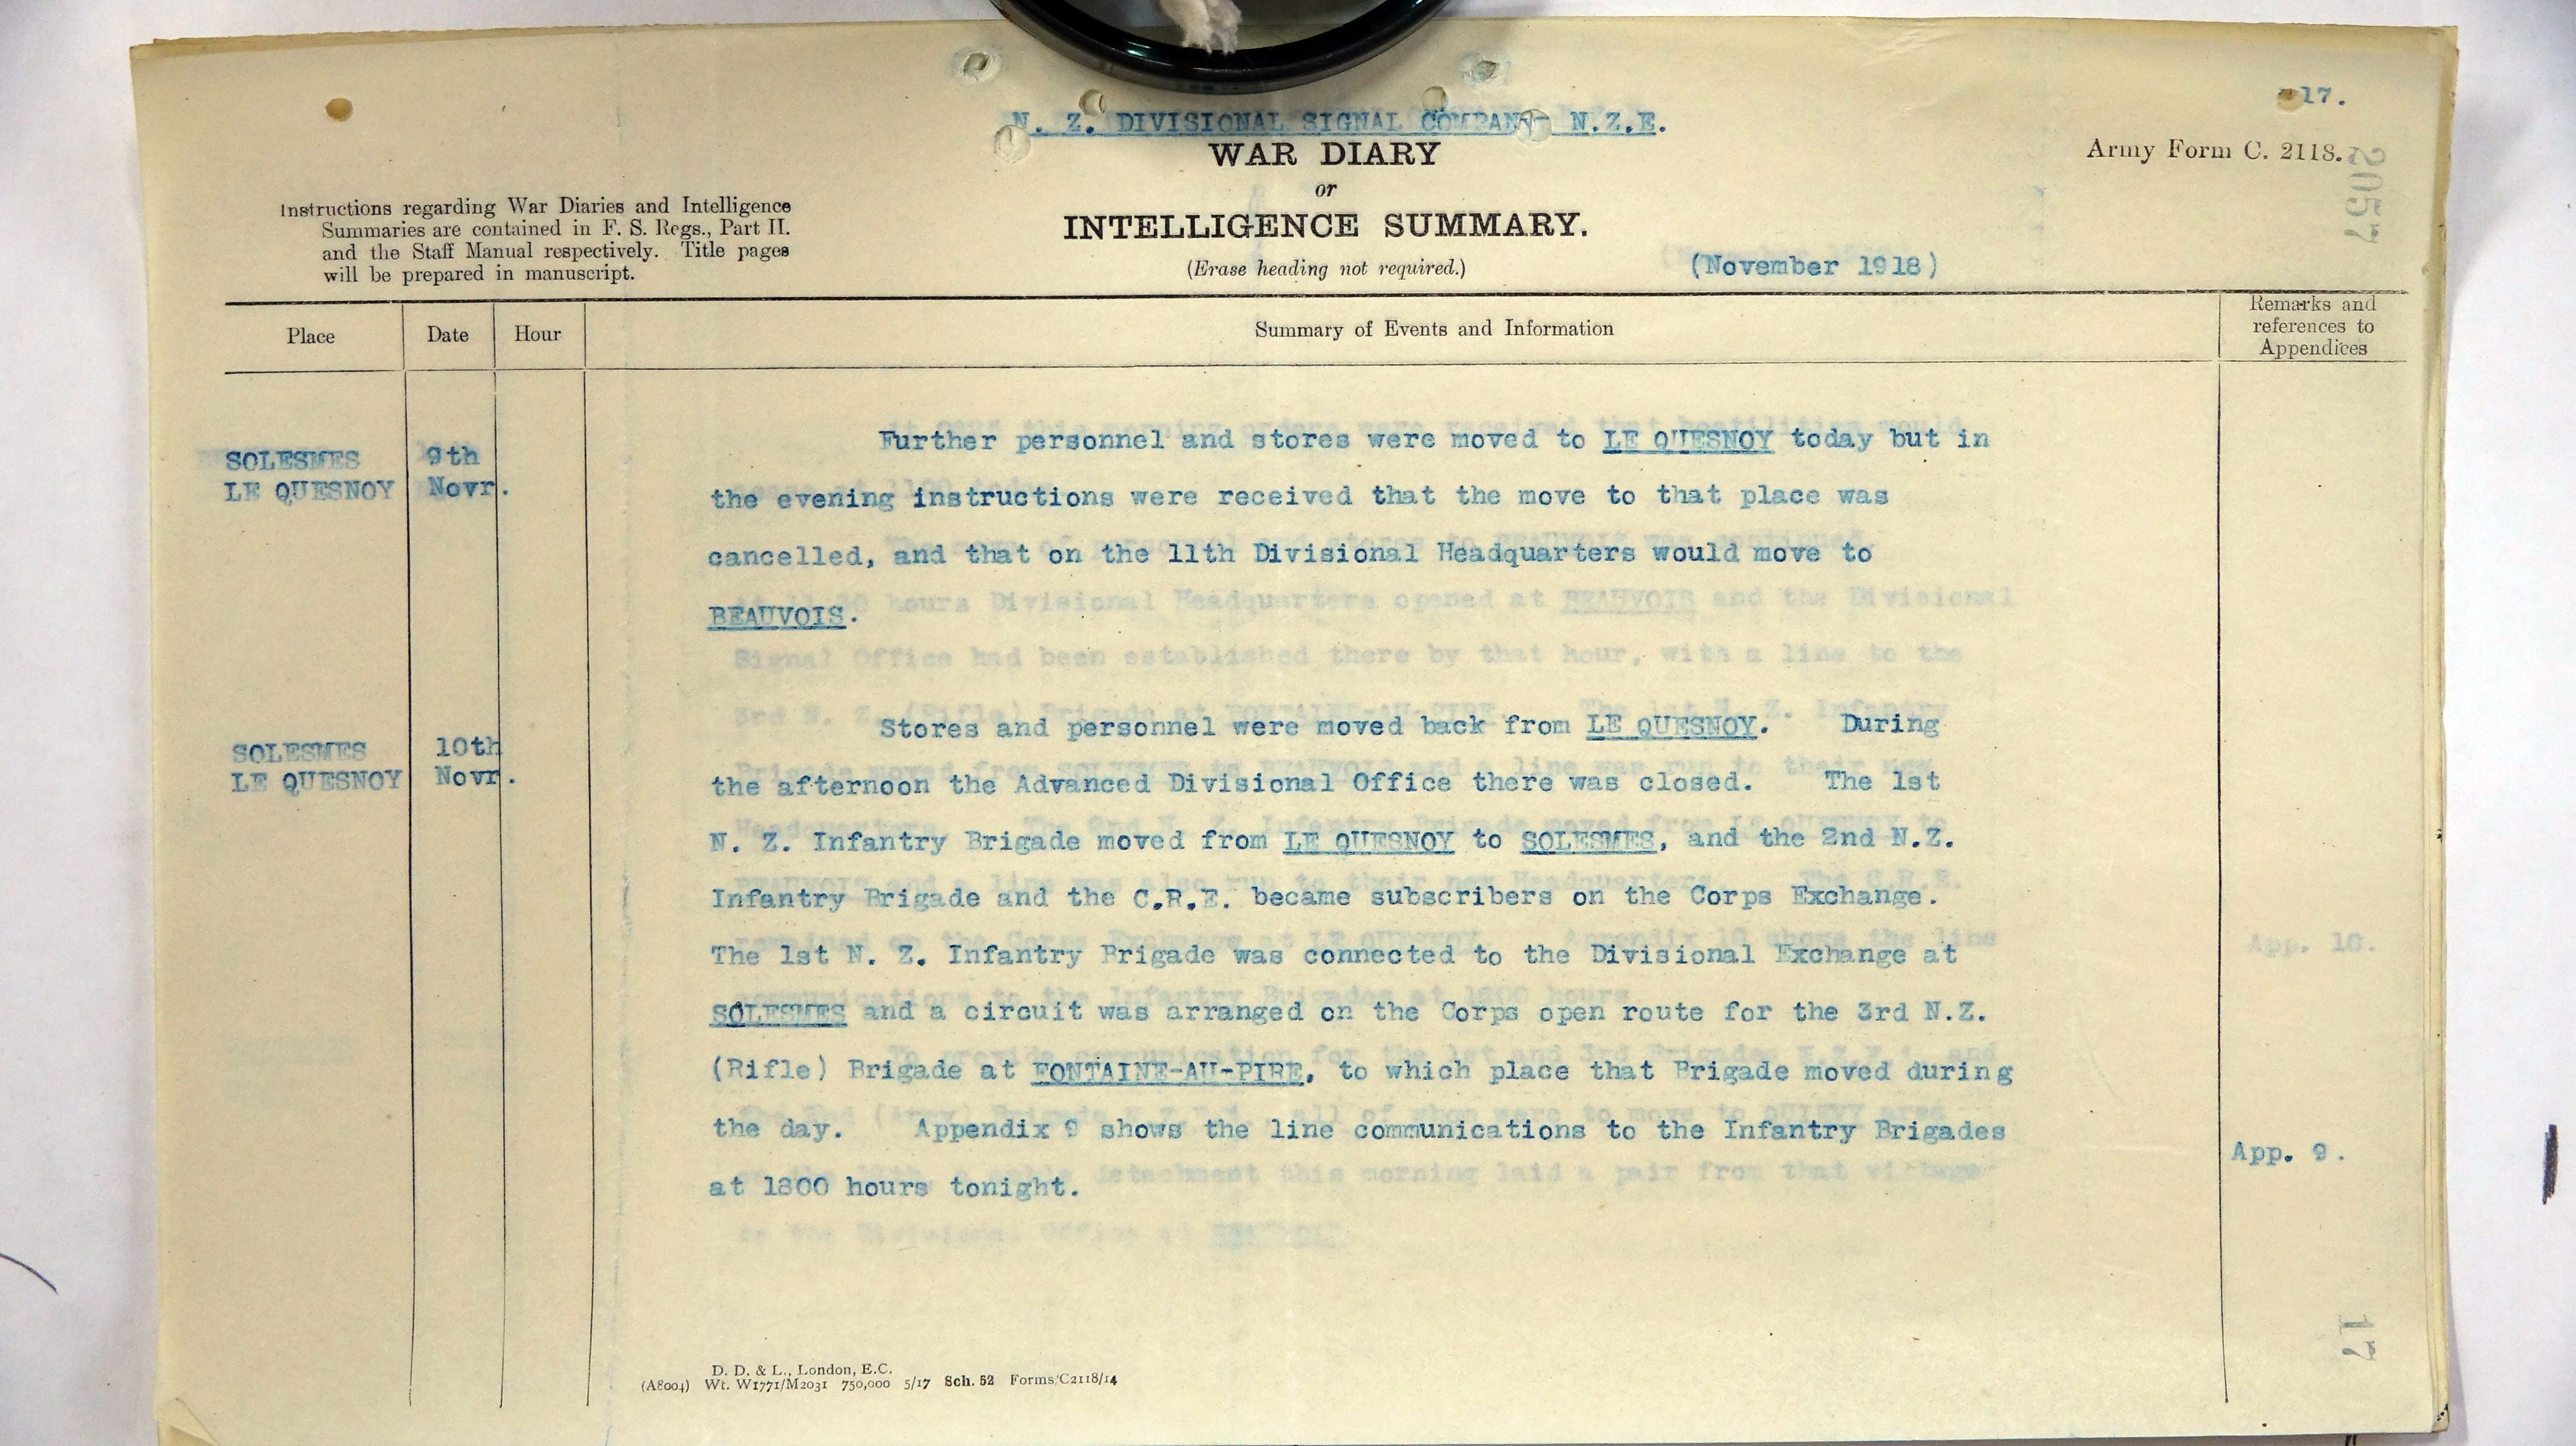 17.
N. Z. DIVISIONAL SIGNAL COMPANY N.Z.E.
WAR DIARY
or
INTELLIGENCE SUMMARY.
(Erase heading not required.)
(November 1918)
Army Form C. 2118.
2057
Instructions regarding War Diaries and Intelligence
Summaries are contained in F. S. Regs., Part II.
and the Staff Manual respectively. Title pages
will be prepared in manuscript.
Place
Date
Hour
Summary of Events and Information
Remarks and
references to
Appendices
SOLESMES
LE QUESNOY
9th
Novr.
Further personnel and stores were moved to LE QUESNOY today but in
the evening instructions were received that the move to that place was
cancelled, and that on the 11th Divisional Headquarters would move to
BEAUVOIS.
SOLESMES
LE QUESNOY
10th
Novr.
Stores and personnel were moved back from LE QUESNOY. During
the afternoon the Advanced Divisional Office there was closed. The 1st
N. Z. Infantry Brigade moved from LE QUESNOY to SOLESMES, and the 2nd N.Z.
Infantry Brigade and the C.R.E. became subscribers on the Corps Exchange.
The 1st N. Z. Infantry Brigade was connected to the Divisional Exchange at
SOLESMES and a circuit was arranged on the Corps open route for the 3rd N.Z.
(Rifle) Brigade at FONTAINE-AU-PIRE, to which place that Brigade moved during
the day. Appendix 9 shows the line communications to the Infantry Brigades
at 1800 hours tonight.
App. 10.
App. 9.
17
D. D. & L., London, E.C.
(A8004) Wt. W1771/M2031 750,000 5/17 Sch. 52 Forms/C2118/14